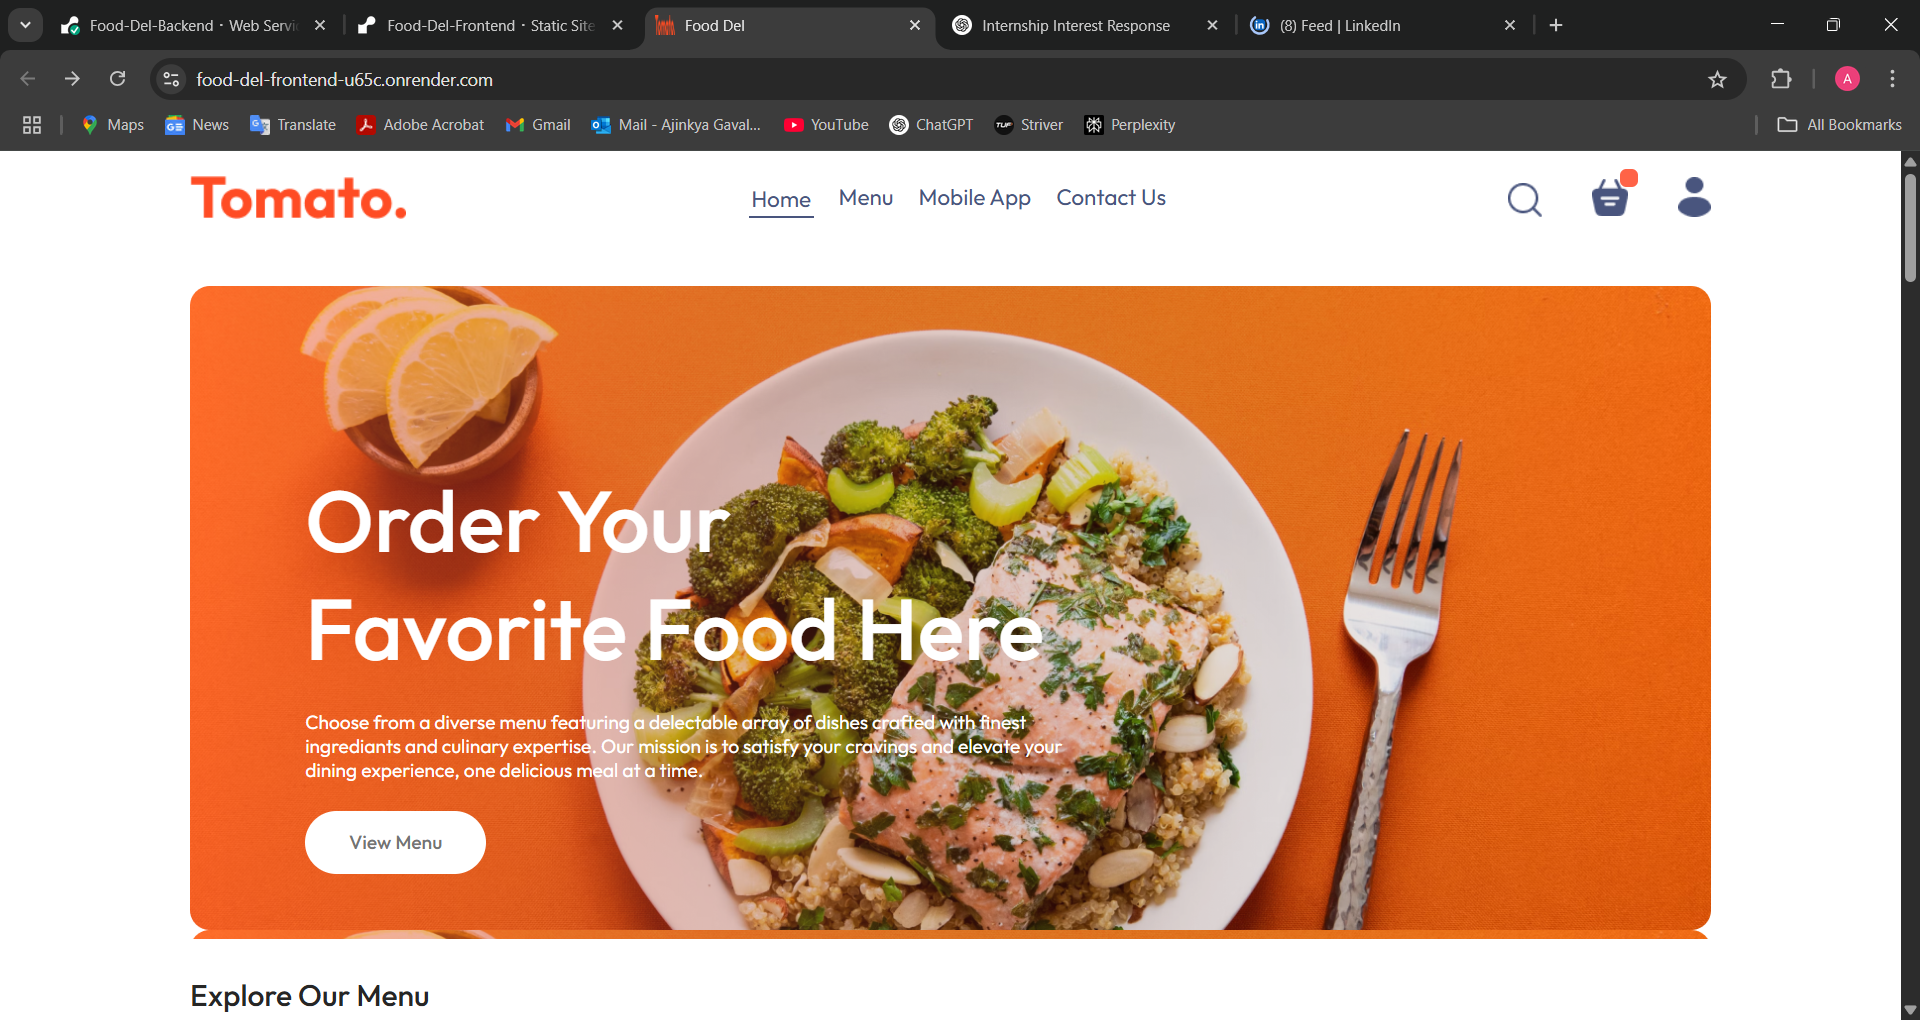 Food-Del-Backend · Web Servi
Food-Del-Frontend · Static Site
Food Del
Internship Interest Response
(8) Feed | LinkedIn
food-del-frontend-u65c.onrender.com
A
Maps
News
Translate
Adobe Acrobat
Gmail
Mail - Ajinkya Gaval...
YouTube
ChatGPT
Striver
Perplexity
All Bookmarks
Tomato.
Home
Menu
Mobile App
Contact Us
Order Your
Favorite Food Here
Choose from a diverse menu featuring a delectable array of dishes crafted with finest
ingrediants and culinary expertise. Our mission is to satisfy your cravings and elevate your
dining experience, one delicious meal at a time.
View Menu
Explore Our Menu